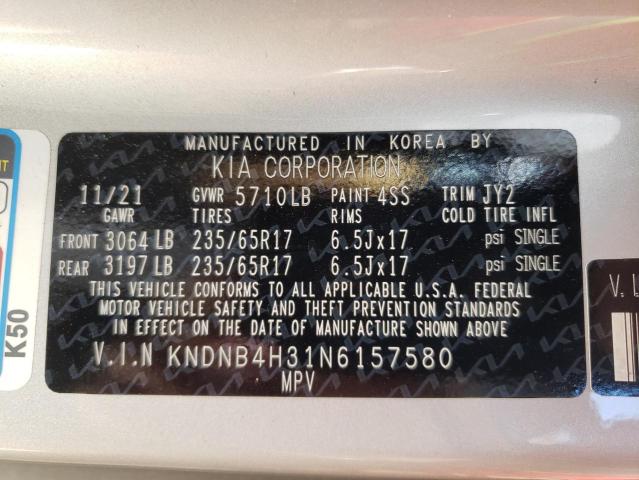 MANUFACTURED IN KOREA BY
KIA CORPORATION
11/21 GVWR 5710LB PAINT 4SS TRIM JY2
GAWR TIRES RIMS COLD TIRE INFL
FRONT 3064 LB 235/65R17 6.5Jx17 psi SINGLE
REAR 3197 LB 235/65R17 6.5Jx17 psi SINGLE
THIS VEHICLE CONFORMS TO ALL APPLICABLE U.S.A. FEDERAL
MOTOR VEHICLE SAFETY AND THEFT PREVENTION STANDARDS
IN EFFECT ON THE DATE OF MANUFACTURE SHOWN ABOVE
V.I.N KNDNB4H31N6157580
MPV
K50